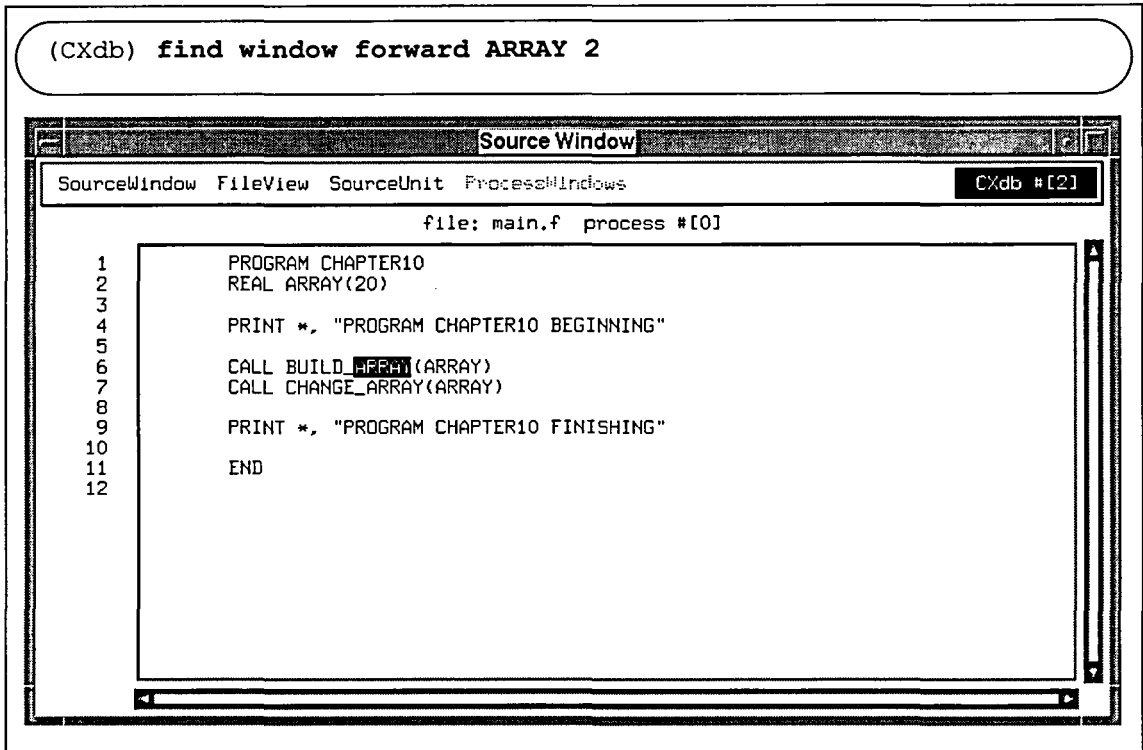 (CXdb) find window forward ARRAY 2
Source Window
SourceWindow FileView SourceUnit ProcessWindows CXdb #[2]
file: main.f process #[0]
1 PROGRAM CHAPTER10
2 REAL ARRAY(20)
3
4 PRINT *, "PROGRAM CHAPTER10 BEGINNING"
5
6 CALL BUILD_ARRAY(ARRAY)
7 CALL CHANGE_ARRAY(ARRAY)
8
9 PRINT *, "PROGRAM CHAPTER10 FINISHING"
10
11 END
12